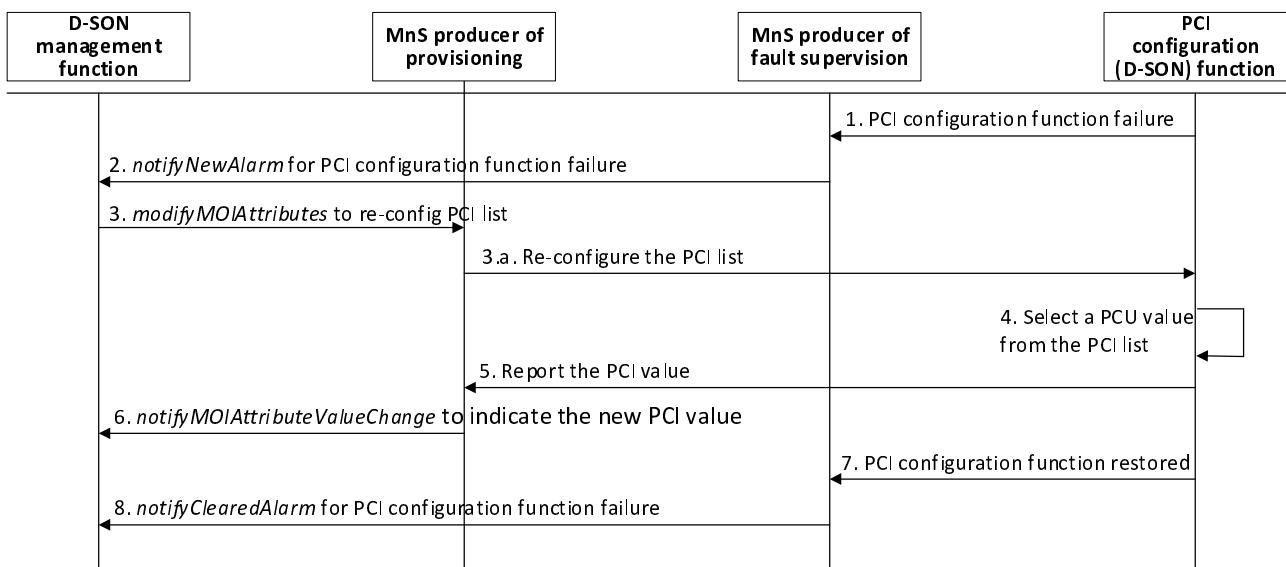 D-SON
management
function
MnS producer of
provisioning
MnS producer of
fault supervision
PCI
configuration
(D-SON) function
1. PCI configuration function failure
2. notifyNewAlarm for PCI configuration function failure
3. modifyMOIAttributes to re-config PCI list
3.a. Re-configure the PCI list
4. Select a PCU value
from the PCI list
5. Report the PCI value
6. notifyMOIAttributeValueChange to indicate the new PCI value
7. PCI configuration function restored
8. notifyClearedAlarm for PCI configuration function failure